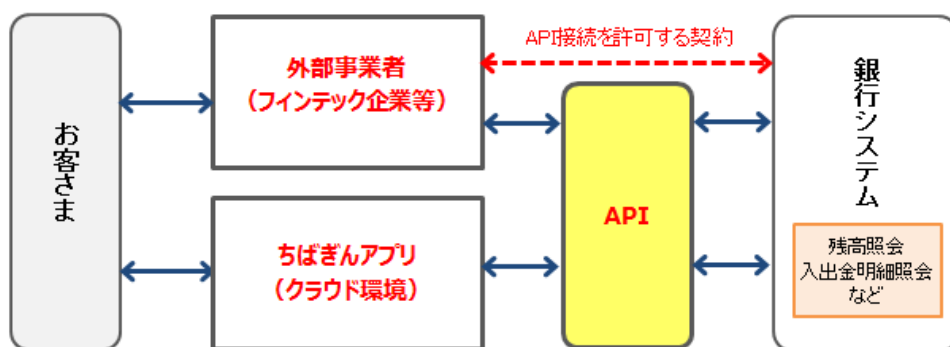 お客さま
外部事業者
（フィンテック企業等）
ちばぎんアプリ
（クラウド環境）
API接続を許可する契約
API
銀行システム
残高照会
入出金明細照会
など